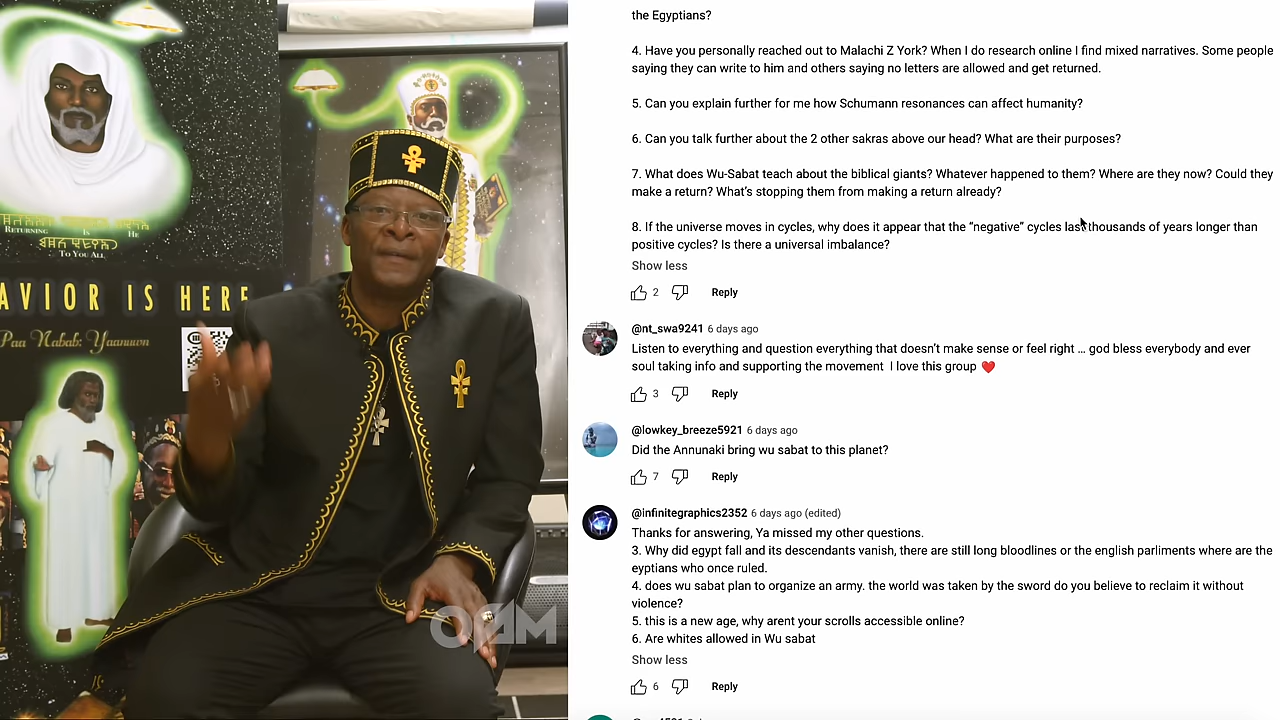 RETURNING IS HE
TO YOU ALL
AVIOR IS HERE
Paa Nabab: Yaanuwn
OJAM
the Egyptians?
4. Have you personally reached out to Malachi Z York? When I do research online I find mixed narratives. Some people
saying they can write to him and others saying no letters are allowed and get returned.
5. Can you explain further for me how Schumann resonances can affect humanity?
6. Can you talk further about the 2 other sakras above our head? What are their purposes?
7. What does Wu-Sabat teach about the biblical giants? Whatever happened to them? Where are they now? Could they
make a return? What's stopping them from making a return already?
8. If the universe moves in cycles, why does it appear that the “negative” cycles last thousands of years longer than
positive cycles? Is there a universal imbalance?
Show less
2 Reply
@nt_swa9241 6 days ago
Listen to everything and question everything that doesn't make sense or feel right … god bless everybody and ever
soul taking info and supporting the movement I love this group ❤️
3 Reply
@lowkey_breeze5921 6 days ago
Did the Annunaki bring wu sabat to this planet?
7 Reply
@infinitegraphics2352 6 days ago (edited)
Thanks for answering, Ya missed my other questions.
3. Why did egypt fall and its descendants vanish, there are still long bloodlines or the english parliments where are the
eyptians who once ruled.
4. does wu sabat plan to organize an army. the world was taken by the sword do you believe to reclaim it without
violence?
5. this is a new age, why arent your scrolls accessible online?
6. Are whites allowed in Wu sabat
Show less
6 Reply